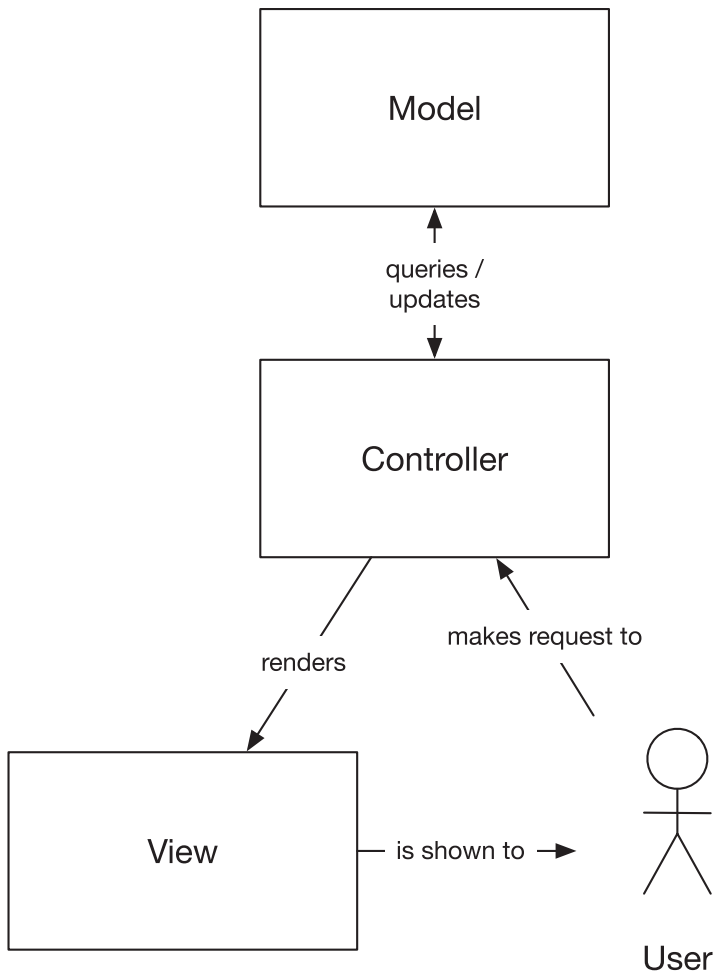 Model
queries /
updates
Controller
makes request to
renders
View
is shown to
User